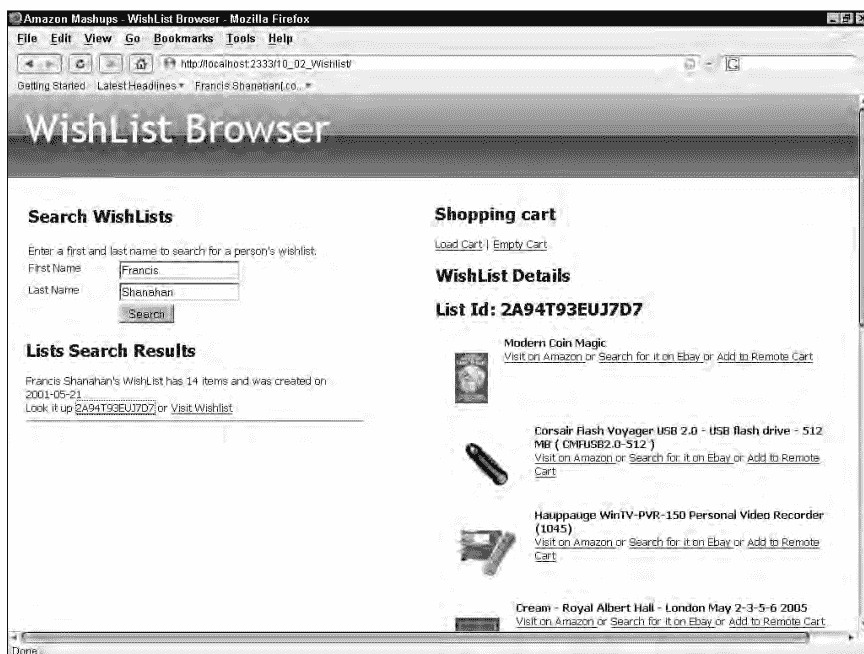 Amazon Mashups - WishList Browser - Mozilla Firefox
File Edit View Go Bookmarks Tools Help
http://localhost:2333/10_02_Wishlist/
Getting Started Latest Headlines Francis Shanahan[.co...
WishList Browser
Search WishLists
Enter a first and last name to search for a person's wishlist.
First Name Francis
Last Name Shanahan
Search
Lists Search Results
Francis Shanahan's WishList has 14 items and was created on
2001-05-21
Look it up 2A94T93EUJ7D7 or Visit Wishlist
Shopping cart
Load Cart | Empty Cart
WishList Details
List Id: 2A94T93EUJ7D7
Modern Coin Magic
Visit on Amazon or Search for it on Ebay or Add to Remote Cart
Corsair Flash Voyager USB 2.0 - USB flash drive - 512
MB ( CMFUSB2.0-512 )
Visit on Amazon or Search for it on Ebay or Add to Remote
Cart
Hauppauge WinTV-PVR-150 Personal Video Recorder
(1045)
Visit on Amazon or Search for it on Ebay or Add to Remote
Cart
Cream - Royal Albert Hall - London May 2-3-5-6 2005
Visit on Amazon or Search for it on Ebay or Add to Remote Cart
Done